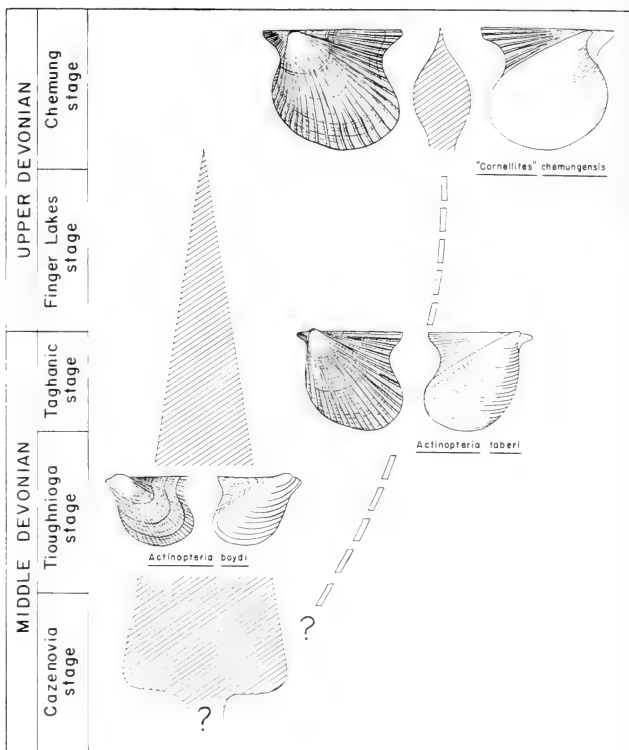 UPPER DEVONIAN
Chemung
stage
Finger Lakes
stage
MIDDLE DEVONIAN
Taghanic
stage
Tioughnioga
stage
Cazenovia
stage
"Cornellites" chemungensis
Actinopteria taberi
Actinopteria boydi
?
?